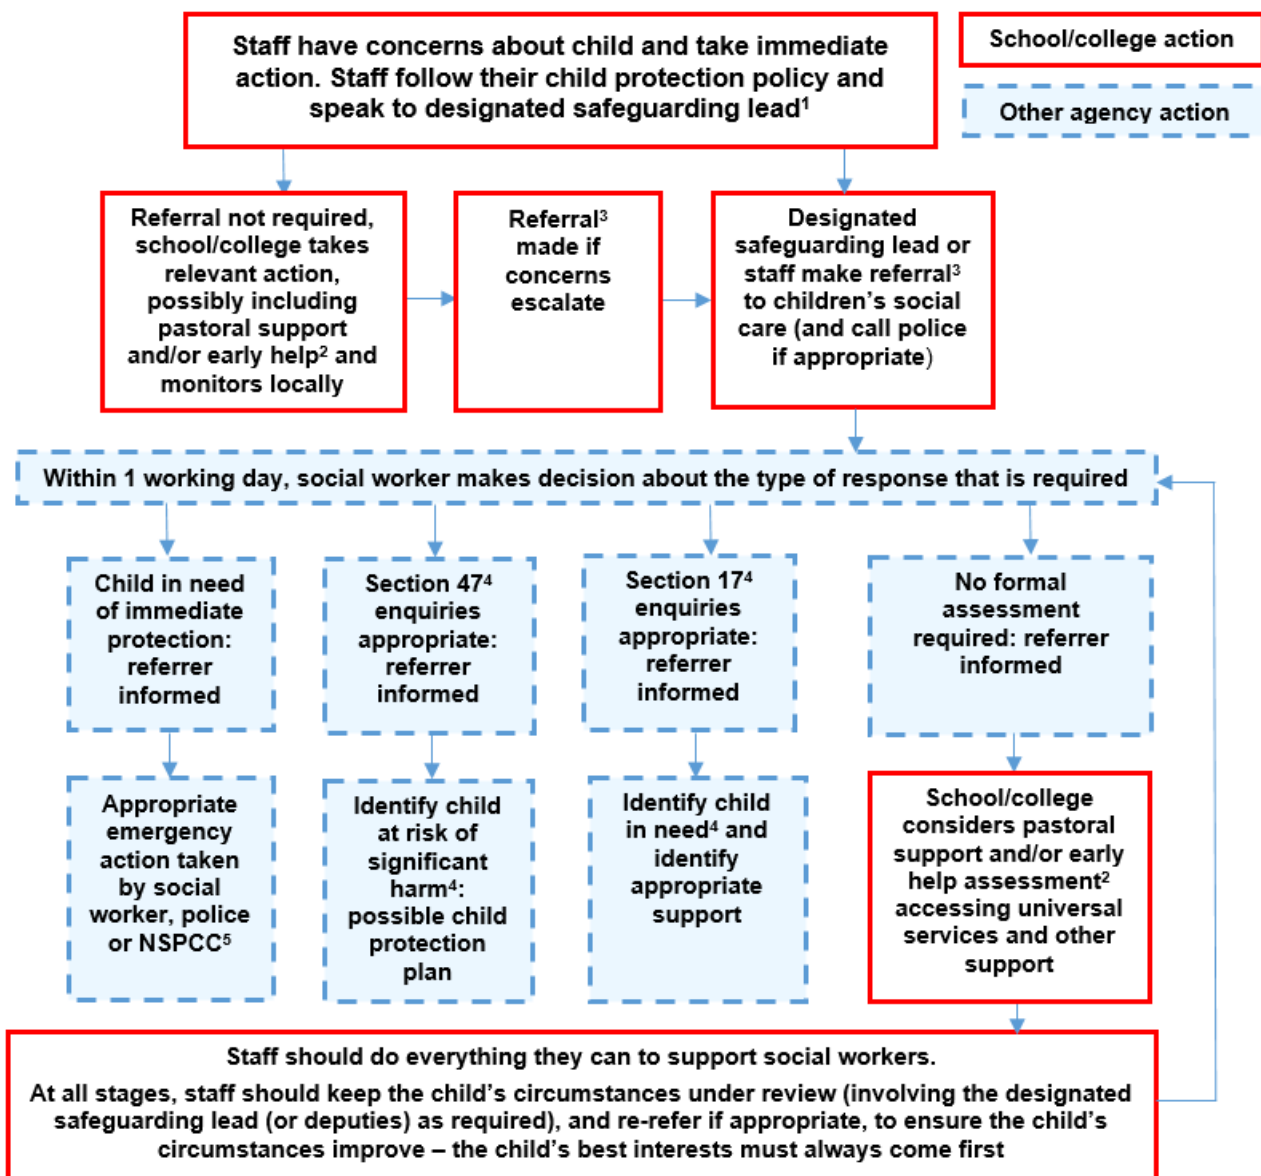 Staff have concerns about child and take immediate
action. Staff follow their child protection policy and
speak to designated safeguarding lead¹
School/college action
Other agency action
Referral not required,
school/college takes
relevant action,
possibly including
pastoral support
and/or early help² and
monitors locally
Referral³
made if
concerns
escalate
Designated
safeguarding lead or
staff make referral³
to children’s social
care (and call police
if appropriate)
Within 1 working day, social worker makes decision about the type of response that is required
Child in need
of immediate
protection:
referrer
informed
Section 47⁴
enquiries
appropriate:
referrer
informed
Section 17⁴
enquiries
appropriate:
referrer
informed
No formal
assessment
required: referrer
informed
Appropriate
emergency
action taken
by social
worker, police
or NSPCC⁵
Identify child
at risk of
significant
harm⁴:
possible child
protection
plan
Identify child
in need⁴ and
identify
appropriate
support
School/college
considers pastoral
support and/or early
help assessment²
accessing universal
services and other
support
Staff should do everything they can to support social workers.
At all stages, staff should keep the child’s circumstances under review (involving the designated
safeguarding lead (or deputies) as required), and re-refer if appropriate, to ensure the child’s
circumstances improve – the child’s best interests must always come first